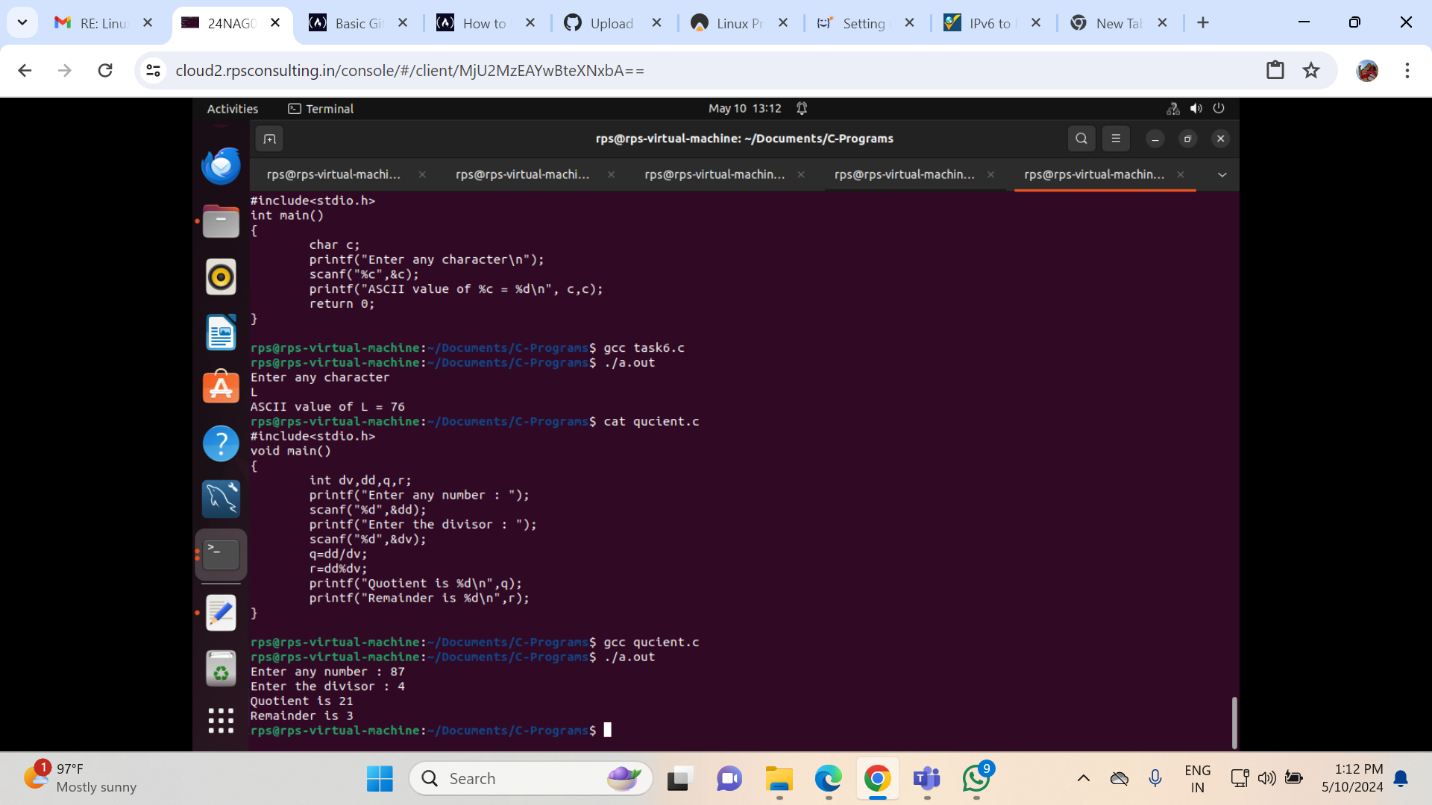 RE: Linu
24NAG
Basic Gi
How to
Upload
Linux Pr
Setting
IPv6 to
New Tab
cloud2.rpsconsulting.in/console/#/client/MjU2MzEAYwBteXNxbA==
Activities
Terminal
May 10 13:12
rps@rps-virtual-machine: ~/Documents/C-Programs
rps@rps-virtual-machi...
rps@rps-virtual-machi...
rps@rps-virtual-machin...
rps@rps-virtual-machin...
rps@rps-virtual-machin...
#include<stdio.h>
int main()
{
char c;
printf("Enter any character\n");
scanf("%c",&c);
printf("ASCII value of %c = %d\n", c,c);
return 0;
}
rps@rps-virtual-machine:~/Documents/C-Programs$ gcc task6.c
rps@rps-virtual-machine:~/Documents/C-Programs$ ./a.out
Enter any character
L
ASCII value of L = 76
rps@rps-virtual-machine:~/Documents/C-Programs$ cat qucient.c
#include<stdio.h>
void main()
{
int dv,dd,q,r;
printf("Enter any number : ");
scanf("%d",&dd);
printf("Enter the divisor : ");
scanf("%d",&dv);
q=dd/dv;
r=dd%dv;
printf("Quotient is %d\n",q);
printf("Remainder is %d\n",r);
}
rps@rps-virtual-machine:~/Documents/C-Programs$ gcc qucient.c
rps@rps-virtual-machine:~/Documents/C-Programs$ ./a.out
Enter any number : 87
Enter the divisor : 4
Quotient is 21
Remainder is 3
rps@rps-virtual-machine:~/Documents/C-Programs$
1
97°F
Mostly sunny
Search
9
ENG
IN
1:12 PM
5/10/2024